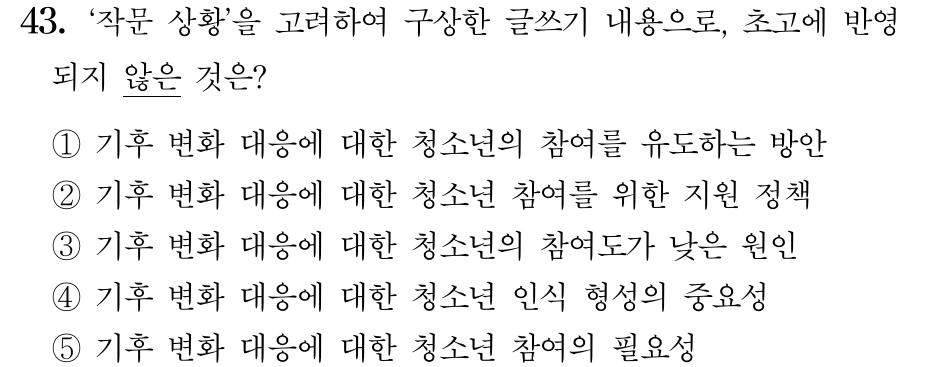 43. ‘작문 상황’을 고려하여 구상한 글쓰기 내용으로, 초고에 반영
되지 않은 것은?
① 기후 변화 대응에 대한 청소년의 참여를 유도하는 방안
② 기후 변화 대응에 대한 청소년 참여를 위한 지원 정책
③ 기후 변화 대응에 대한 청소년의 참여도가 낮은 원인
④ 기후 변화 대응에 대한 청소년 인식 형성의 중요성
⑤ 기후 변화 대응에 대한 청소년 참여의 필요성